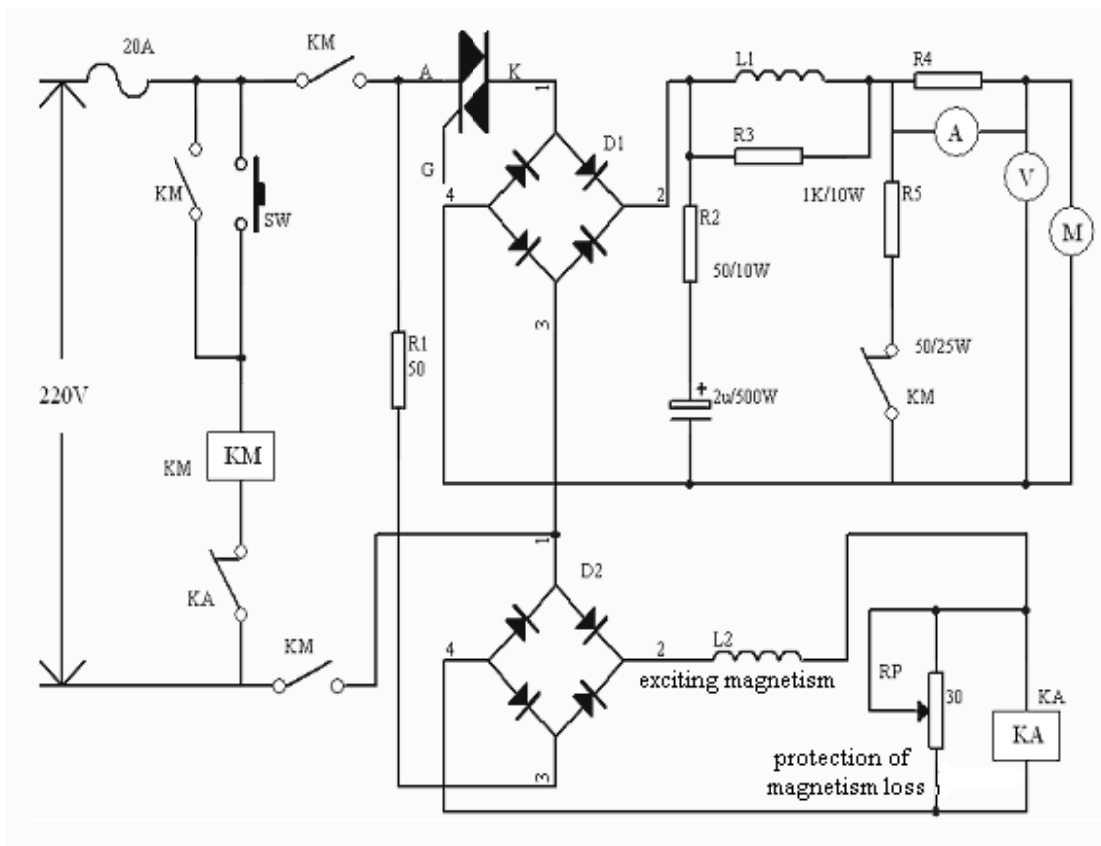 20A
KM
A
K
1
L1
R4
D1
R3
A
G
4
2
1K/10W
R5
V
KM
SW
R2
M
50/10W
3
R1
50
50/25W
220V
2u/500W
+
KM
KM
KM
1
D2
KA
KM
4
2
L2
exciting magnetism
RP
30
KA
KA
3
protection of
magnetism loss